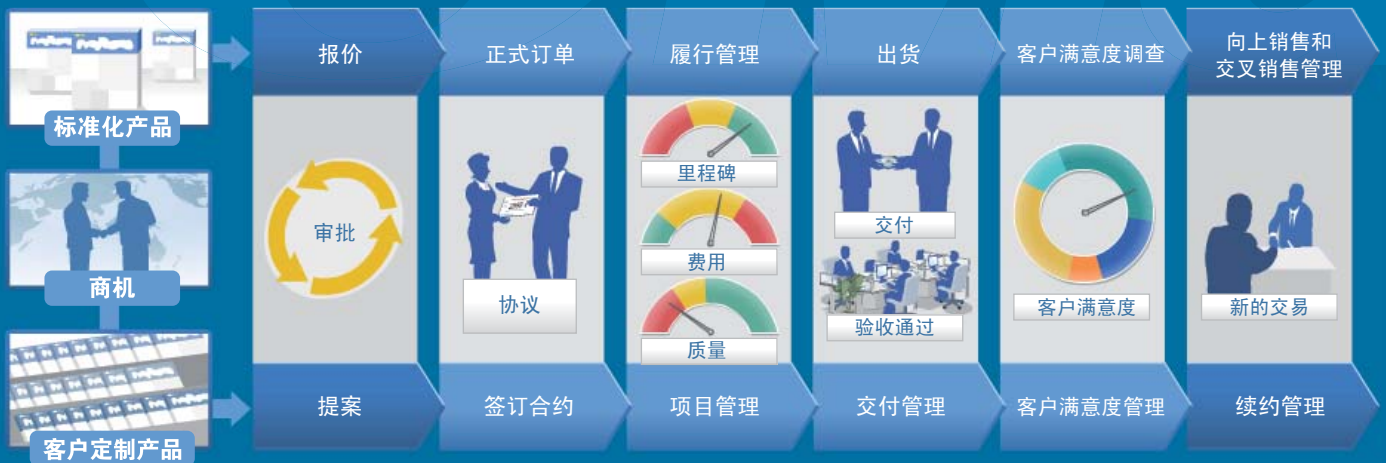 报价
正式订单
履行管理
出货
客户满意度调查
向上销售和
交叉销售管理
标准化产品
商机
客户定制产品
审批
协议
里程碑
费用
质量
交付
验收通过
客户满意度
新的交易
提案
签订合约
项目管理
交付管理
客户满意度管理
续约管理